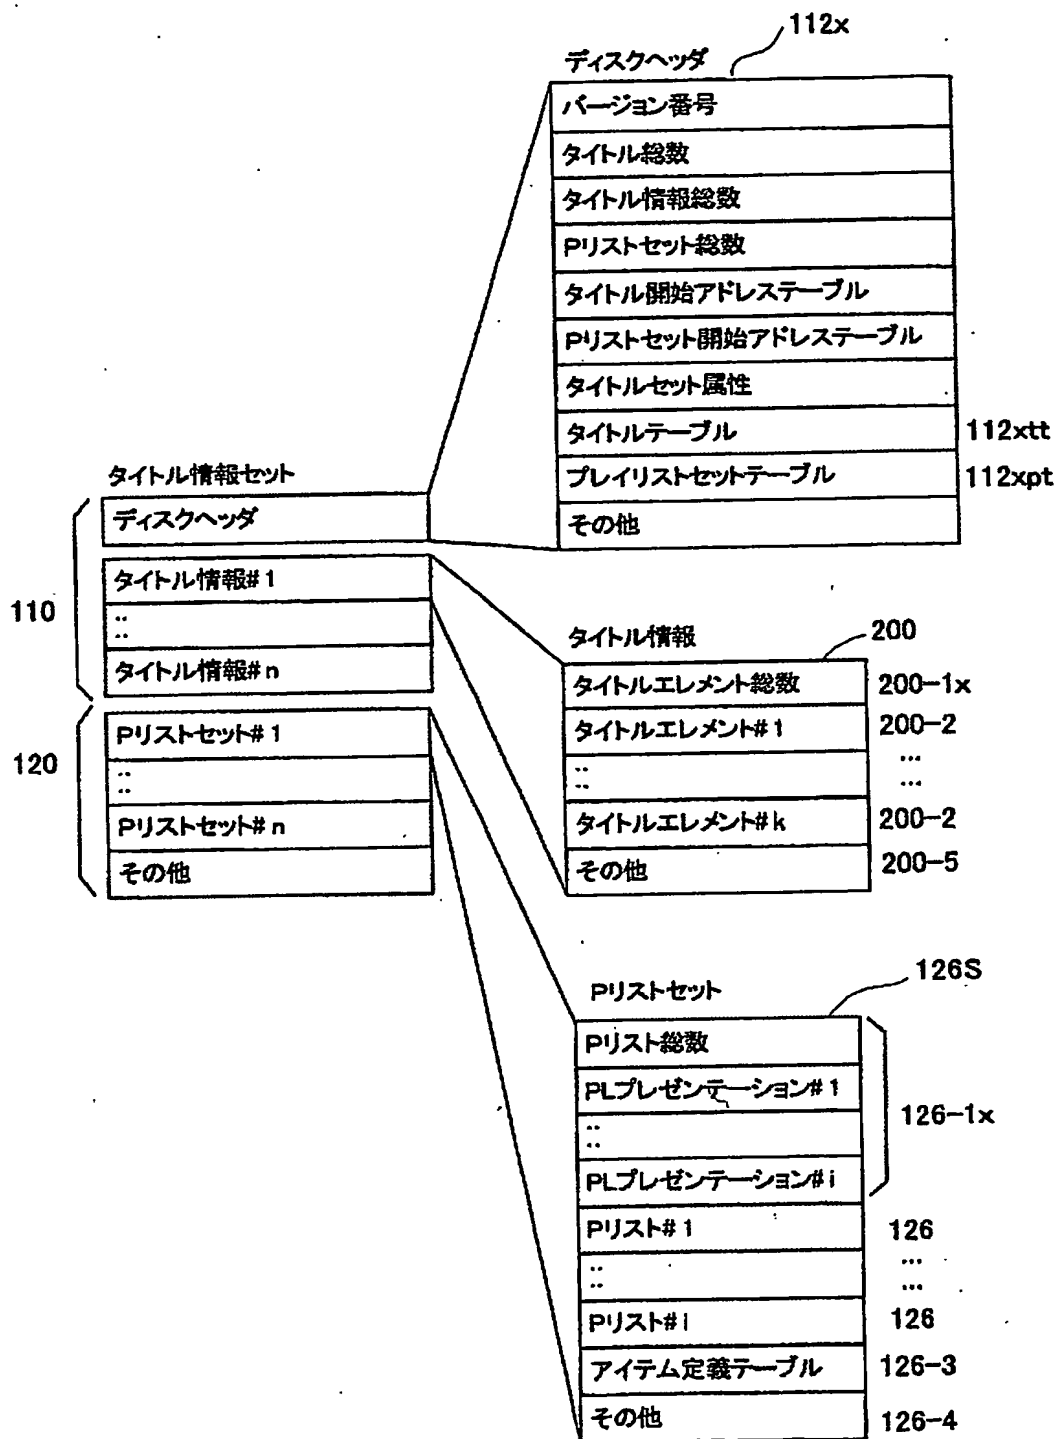 112x
ディスクヘッダ
バージョン番号
タイトル総数
タイトル情報総数
Pリストセット総数
タイトル開始アドレステーブル
Pリストセット開始アドレステーブル
タイトルセット属性
タイトルテーブル 112xtt
プレイリストセットテーブル 112xpt
その他
タイトル情報セット
ディスクヘッダ
タイトル情報#1
::
タイトル情報#n
110
Pリストセット#1
::
Pリストセット#n
その他
120
タイトル情報 200
タイトルエレメント総数 200-1x
タイトルエレメント#1 200-2
:: ... ...
タイトルエレメント#k 200-2
その他 200-5
Pリストセット 126S
Pリスト総数
PLプレゼンテーション#1
::
PLプレゼンテーション#i
126-1x
Pリスト#1 126
:: ... ...
Pリスト#i 126
アイテム定義テーブル 126-3
その他 126-4